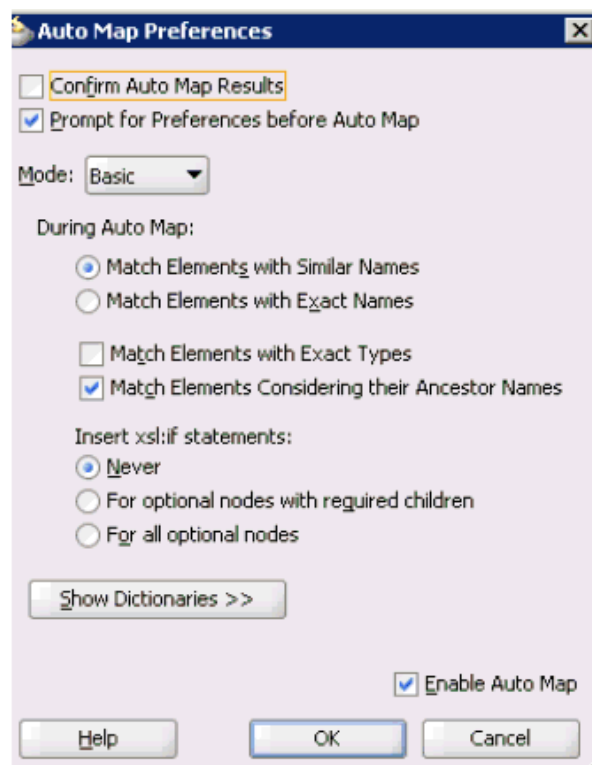 Auto Map Preferences
Confirm Auto Map Results
Prompt for Preferences before Auto Map
Mode: Basic
During Auto Map:
Match Elements with Similar Names
Match Elements with Exact Names
Match Elements with Exact Types
Match Elements Considering their Ancestor Names
Insert xsl:if statements:
Never
For optional nodes with required children
For all optional nodes
Show Dictionaries >>
Enable Auto Map
Help OK Cancel